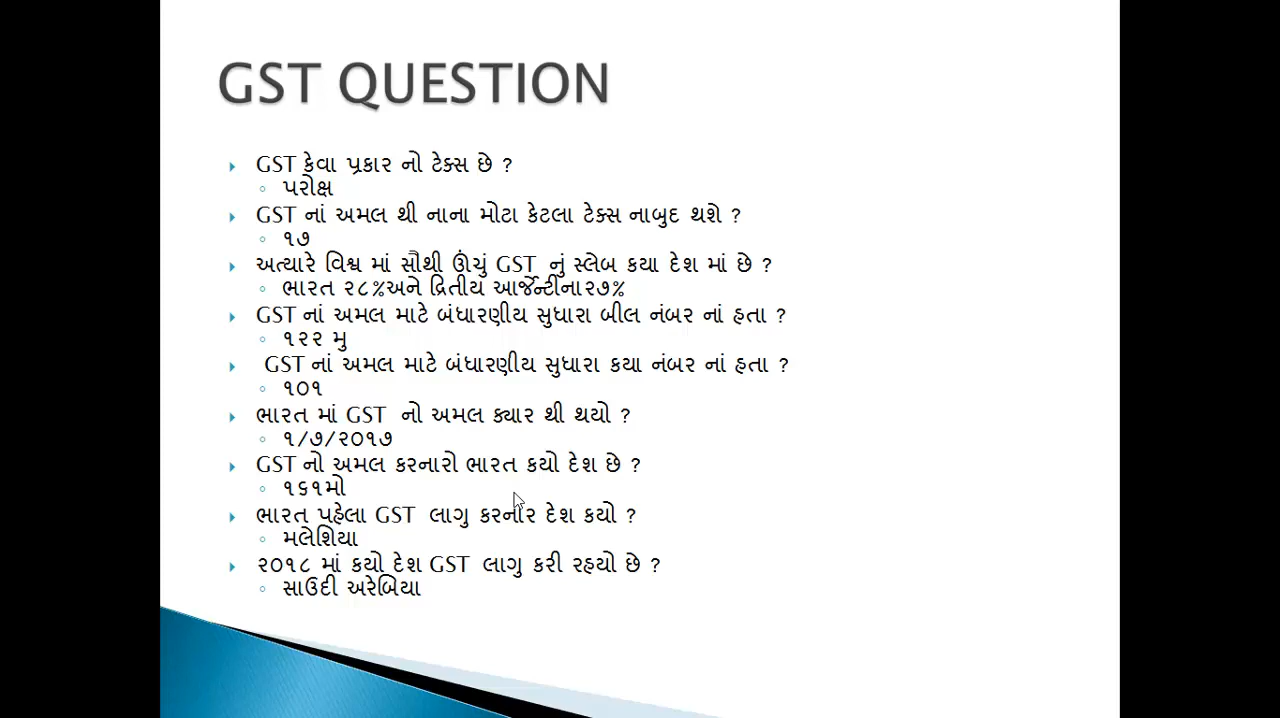 GST QUESTION
GST કેવા પ્રકાર નો ટેક્સ છે ?
પરોક્ષ
GST નાં અમલ થી નાના મોટા કેટલા ટેક્સ નાબુદ થશે ?
૧૭
અત્યારે વિશ્વ માં સૌથી ઊંચું GST નું સ્લેબ કયા દેશ માં છે ?
ભારત ૨૮%અને દ્રિતીય આર્જેન્ટીના૨૭%
GST નાં અમલ માટે બંધારણીય સુધારા બીલ નંબર નાં હતા ?
૧૨૨ મુ
GST નાં અમલ માટે બંધારણીય સુધારા કયા નંબર નાં હતા ?
૧૦૧
ભારત માં GST નો અમલ ક્યાર થી થયો ?
૧/૭/૨૦૧૭
GST નો અમલ કરનારો ભારત કયો દેશ છે ?
૧૬૧મો
ભારત પહેલા GST લાગુ કરનાર દેશ કયો ?
મલેશિયા
૨૦૧૮ માં કયો દેશ GST લાગુ કરી રહયો છે ?
સાઉદી અરેબિયા